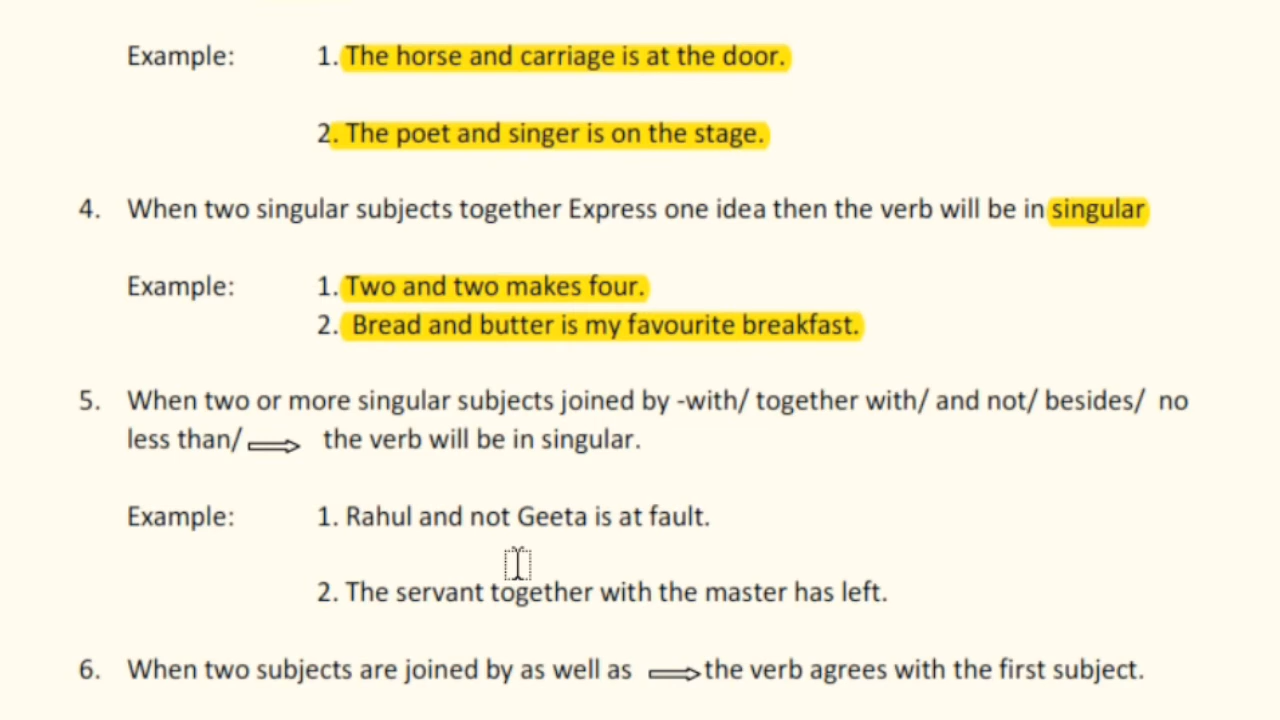 Example: 1. The horse and carriage is at the door.
2. The poet and singer is on the stage.
4. When two singular subjects together Express one idea then the verb will be in singular
Example: 1. Two and two makes four.
2. Bread and butter is my favourite breakfast.
5. When two or more singular subjects joined by -with/ together with/ and not/ besides/ no
less than/ the verb will be in singular.
Example: 1. Rahul and not Geeta is at fault.
2. The servant together with the master has left.
6. When two subjects are joined by as well as the verb agrees with the first subject.